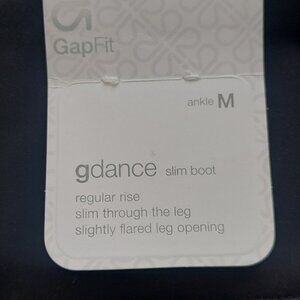 GapFit
ankle M
gdance slim boot
regular rise
slim through the leg
slightly flared leg opening